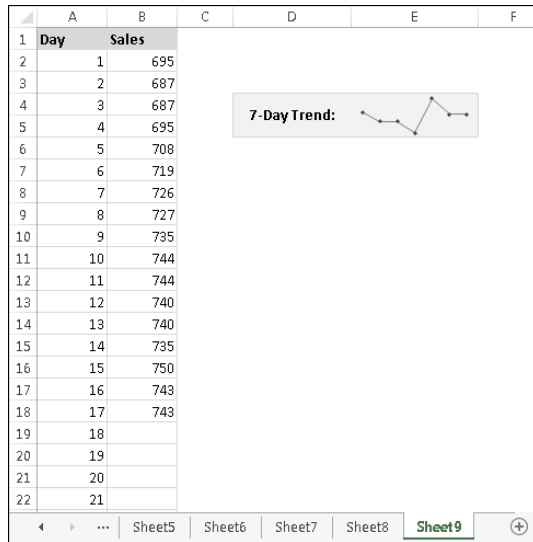 A B C D E F
1 Day Sales
2 1 695
3 2 687
4 3 687 7-Day Trend:
5 4 695
6 5 708
7 6 719
8 7 726
9 8 727
10 9 735
11 10 744
12 11 744
13 12 740
14 13 740
15 14 735
16 15 750
17 16 743
18 17 743
19 18
20 19
21 20
22 21
... Sheet5 Sheet6 Sheet7 Sheet8 Sheet9